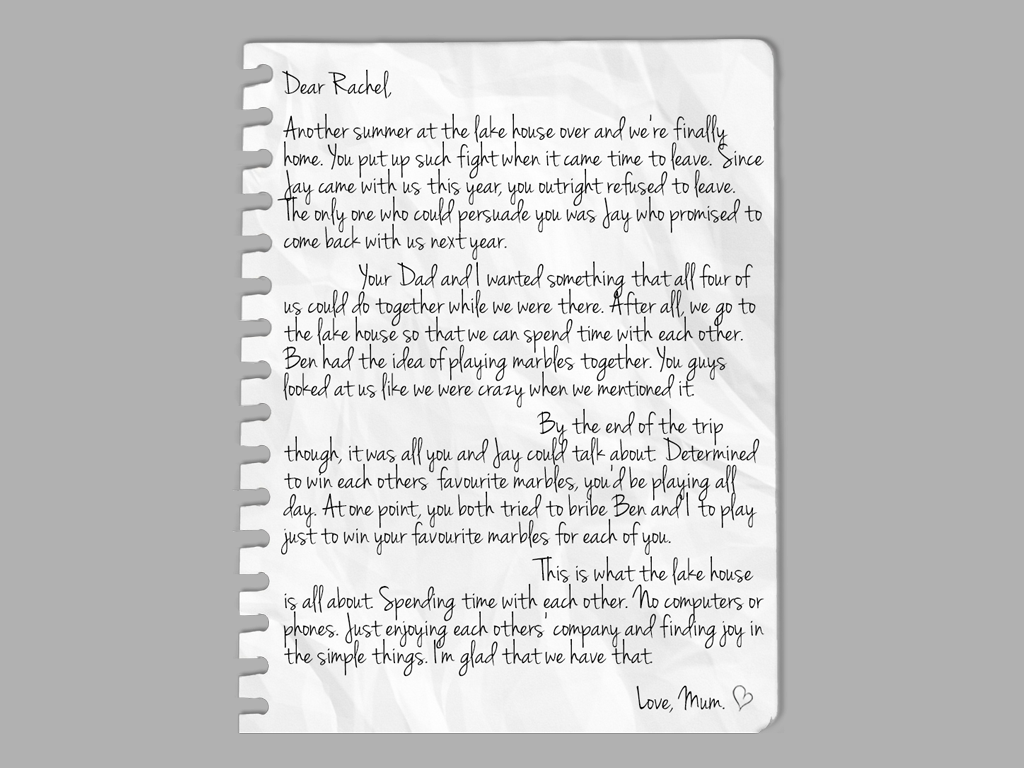 Dear Rachel,
Another summer at the lake house over and we're finally
home. You put up such fight when it came time to leave. Since
Jay came with us this year, you outright refused to leave.
The only one who could persuade you was Jay who promised to
come back with us next year.
Your Dad and I wanted something that all four of
us could do together while we were there. After all, we go to
the lake house so that we can spend time with each other.
Ben had the idea of playing marbles together. You guys
looked at us like we were crazy when we mentioned it.
By the end of the trip
though, it was all you and Jay could talk about. Determined
to win each others' favourite marbles, you'd be playing all
day. At one point, you both tried to bribe Ben and I to play
just to win your favourite marbles for each of you.
This is what the lake house
is all about. Spending time with each other. No computers or
phones. Just enjoying each others' company and finding joy in
the simple things. I'm glad that we have that.
Love, Mum.